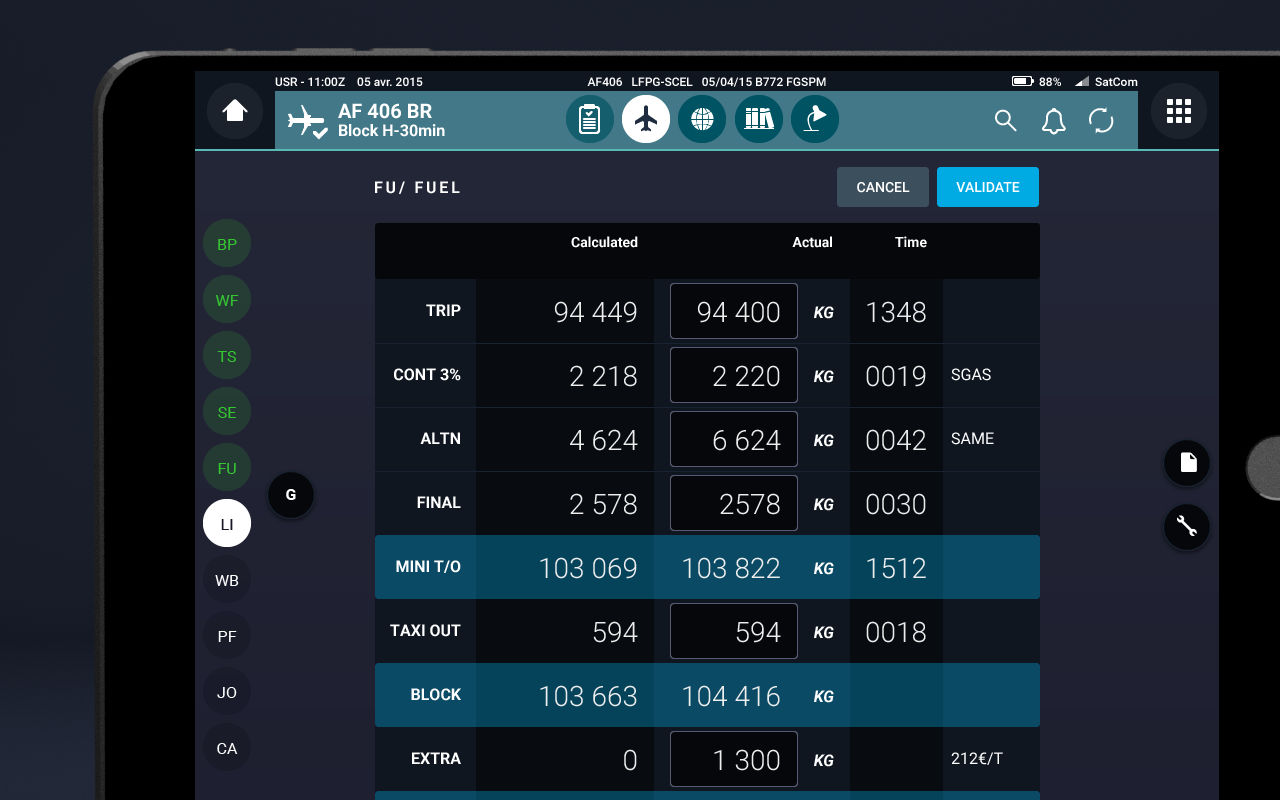 USR - 11:00Z 05 avr. 2015 AF406 LFPG-SCEL 05/04/15 B772 FGSPM 88% SatCom
AF 406 BR
Block H-30min
FU/ FUEL CANCEL VALIDATE
Calculated Actual Time
TRIP 94 449 94 400 KG 1348
CONT 3% 2 218 2 220 KG 0019 SGAS
ALTN 4 624 6 624 KG 0042 SAME
FINAL 2 578 2578 KG 0030
MINI T/O 103 069 103 822 KG 1512
TAXI OUT 594 594 KG 0018
BLOCK 103 663 104 416 KG
EXTRA 0 1 300 KG 212€/T
BP
WF
TS
SE
FU
G
LI
WB
PF
JO
CA